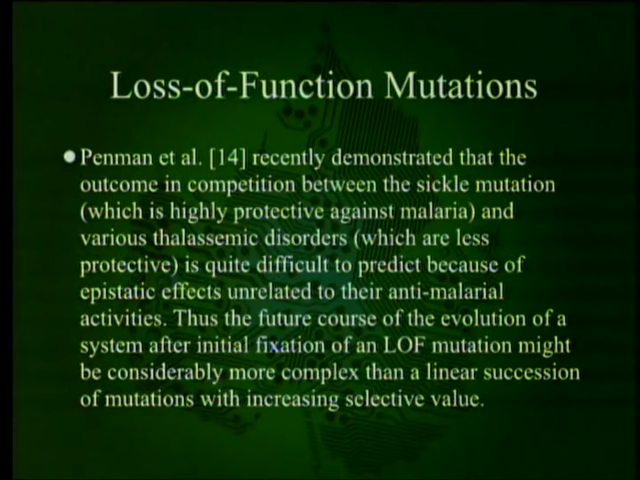 Loss-of-Function Mutations
Penman et al. [14] recently demonstrated that the
outcome in competition between the sickle mutation
(which is highly protective against malaria) and
various thalassemic disorders (which are less
protective) is quite difficult to predict because of
epistatic effects unrelated to their anti-malarial
activities. Thus the future course of the evolution of a
system after initial fixation of an LOF mutation might
be considerably more complex than a linear succession
of mutations with increasing selective value.